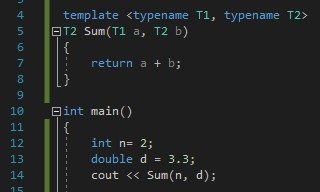 4 template <typename T1, typename T2>
5 T2 Sum(T1 a, T2 b)
6 {
7 return a + b;
8 }
9
10 int main()
11 {
12 int n= 2;
13 double d = 3.3;
14 cout << Sum(n, d);